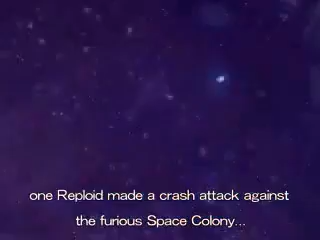 one Reploid made a crash attack against
the furious Space Colony...